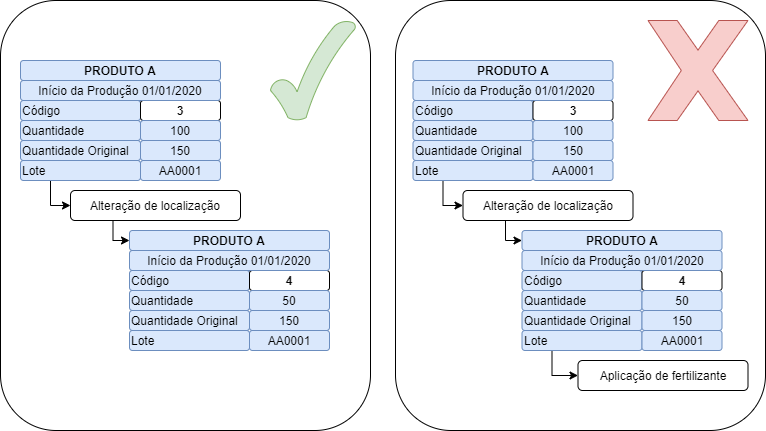 PRODUTO A
Início da Produção 01/01/2020
Código 3
Quantidade 100
Quantidade Original 150
Lote AA0001
Alteração de localização
PRODUTO A
Início da Produção 01/01/2020
Código 4
Quantidade 50
Quantidade Original 150
Lote AA0001
PRODUTO A
Início da Produção 01/01/2020
Código 3
Quantidade 100
Quantidade Original 150
Lote AA0001
Alteração de localização
PRODUTO A
Início da Produção 01/01/2020
Código 4
Quantidade 50
Quantidade Original 150
Lote AA0001
Aplicação de fertilizante